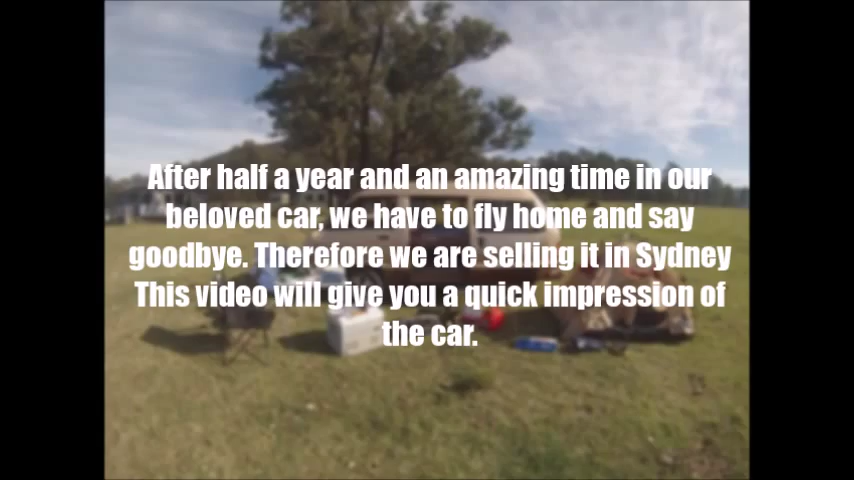 After half a year and an amazing time in our
beloved car, we have to fly home and say
goodbye. Therefore we are selling it in Sydney
This video will give you a quick impression of
the car.